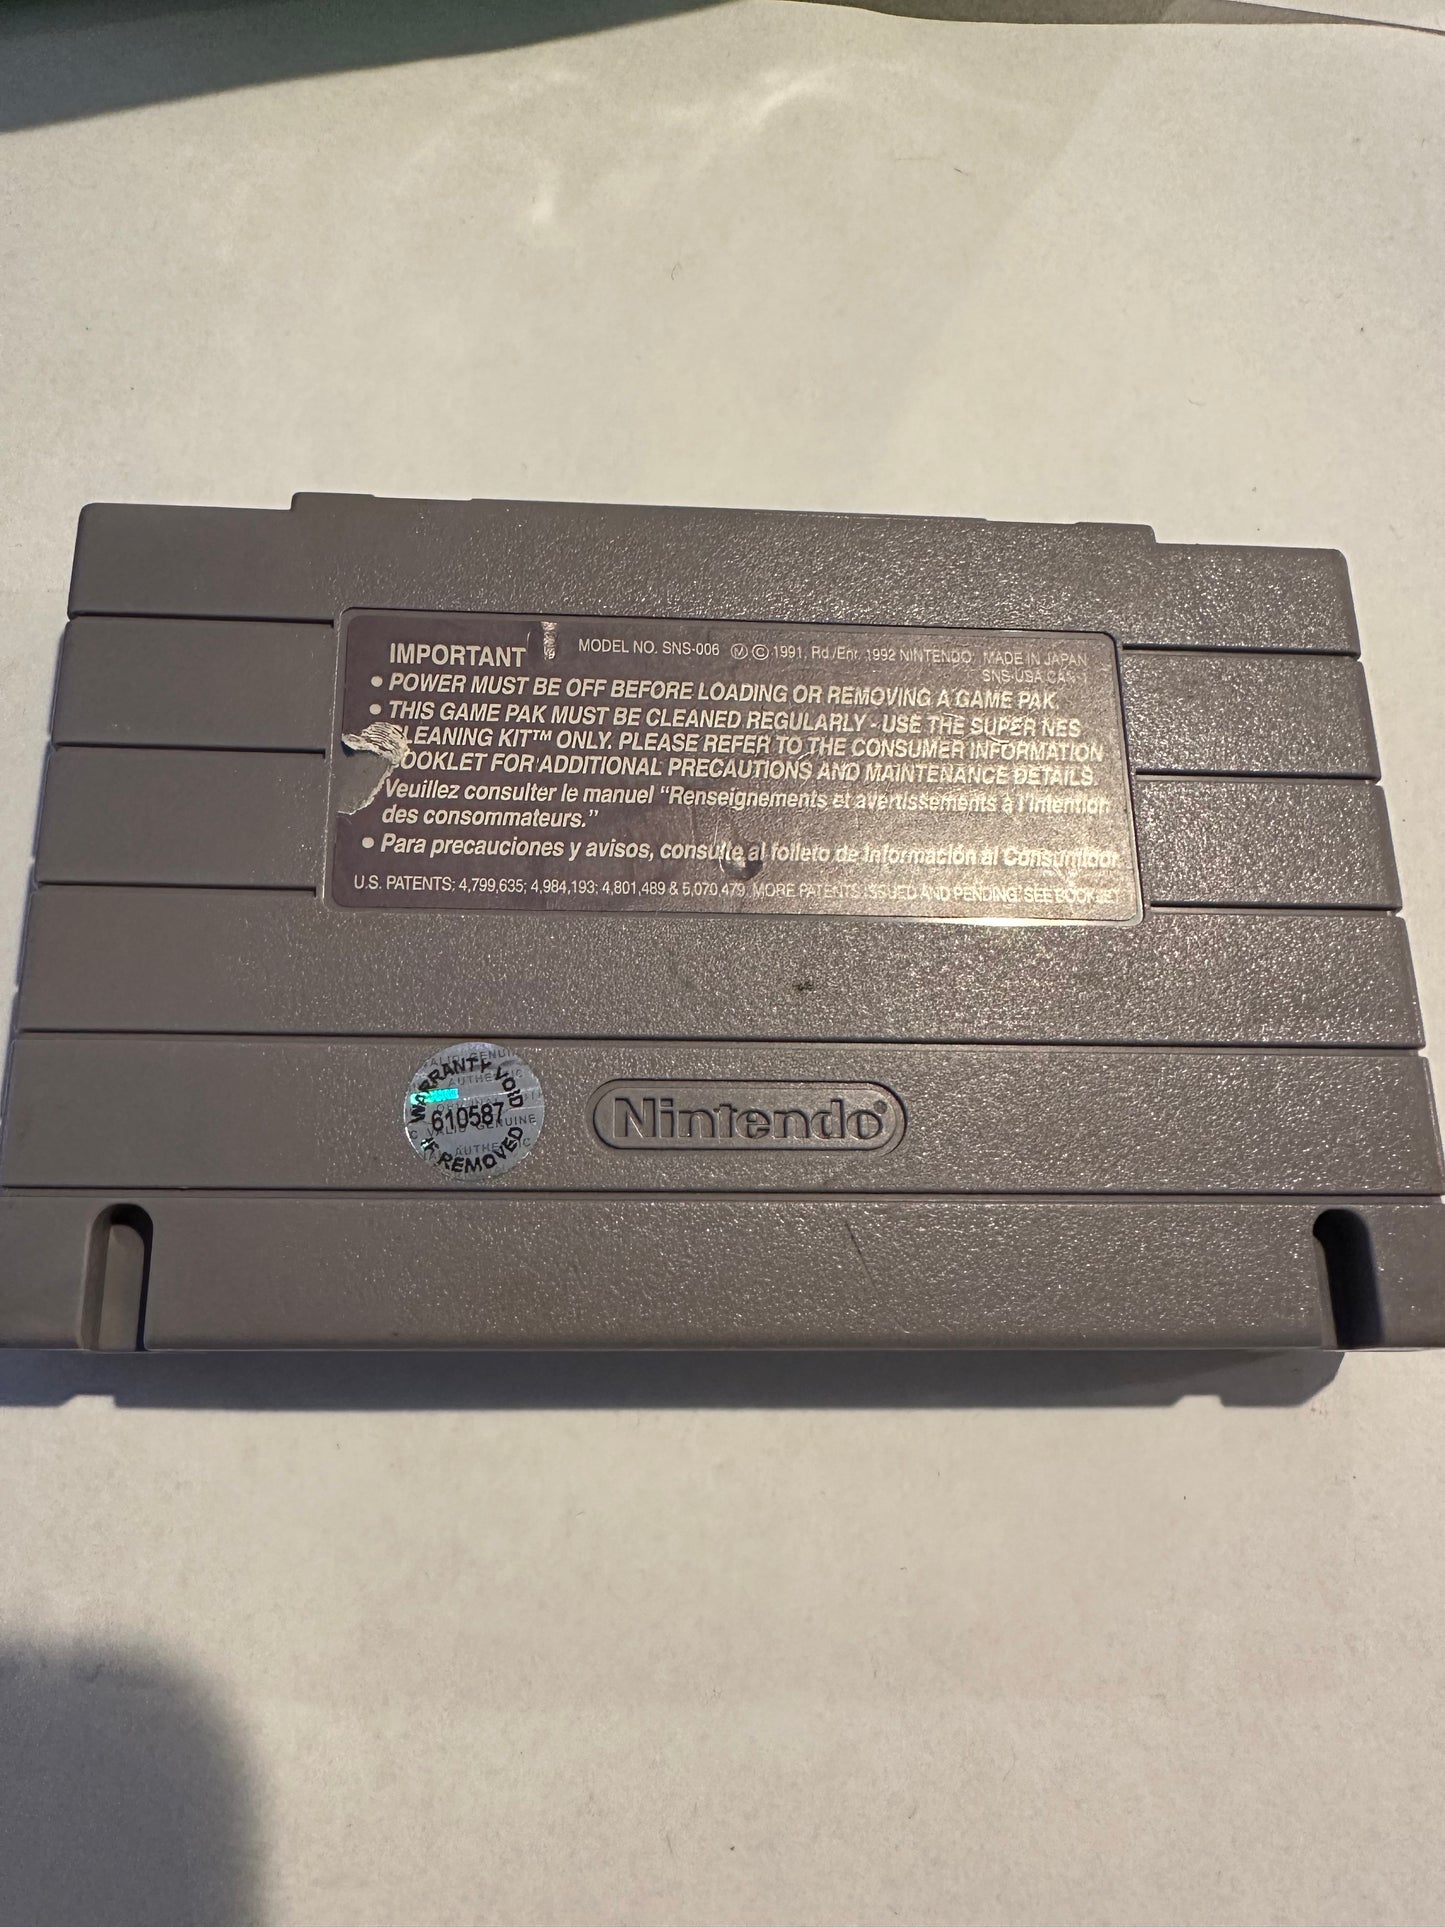 IMPORTANT MODEL NO. SNS-006 Ⓜ © 1991, Rd./Enr. 1992 NINTENDO MADE IN JAPAN
SNS-USA CAN
• POWER MUST BE OFF BEFORE LOADING OR REMOVING A GAME PAK.
• THIS GAME PAK MUST BE CLEANED REGULARLY - USE THE SUPER NES
LEANING KIT™ ONLY. PLEASE REFER TO THE CONSUMER INFORMATION
OOKLET FOR ADDITIONAL PRECAUTIONS AND MAINTENANCE DETAILS.
Veuillez consulter le manuel “Renseignements et avertissements à l'intention
des consommateurs.”
• Para precauciones y avisos, consulte al folleto de Información al Consumidor
U.S. PATENTS: 4,799,635; 4,984,193; 4,801,489 & 5,070,479, MORE PATENTS ISSUED AND PENDING. SEE BOOKLET
WARRANTY VOID
610587
IF REMOVED
VALID GENUINE
AUTHENTIC
Nintendo®